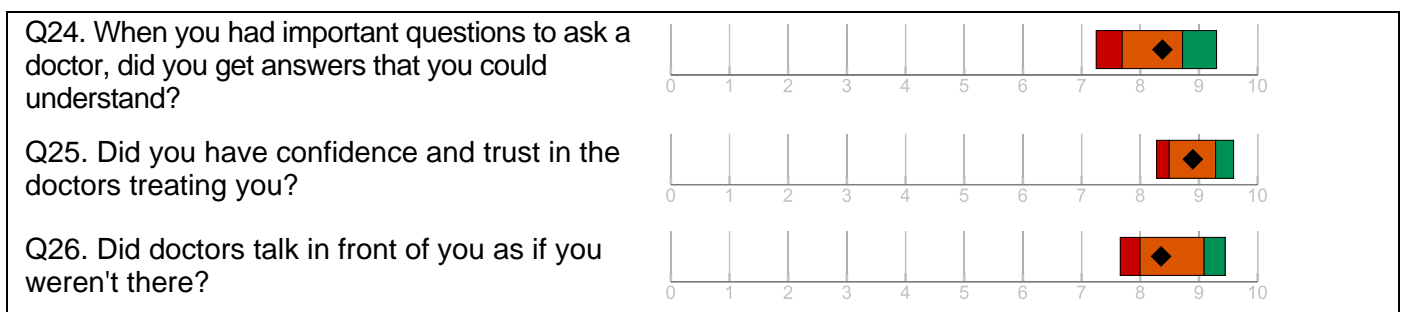 Q24. When you had important questions to ask a
doctor, did you get answers that you could
understand?
0 1 2 3 4 5 6 7 8 9 10
Q25. Did you have confidence and trust in the
doctors treating you?
0 1 2 3 4 5 6 7 8 9 10
Q26. Did doctors talk in front of you as if you
weren't there?
0 1 2 3 4 5 6 7 8 9 10